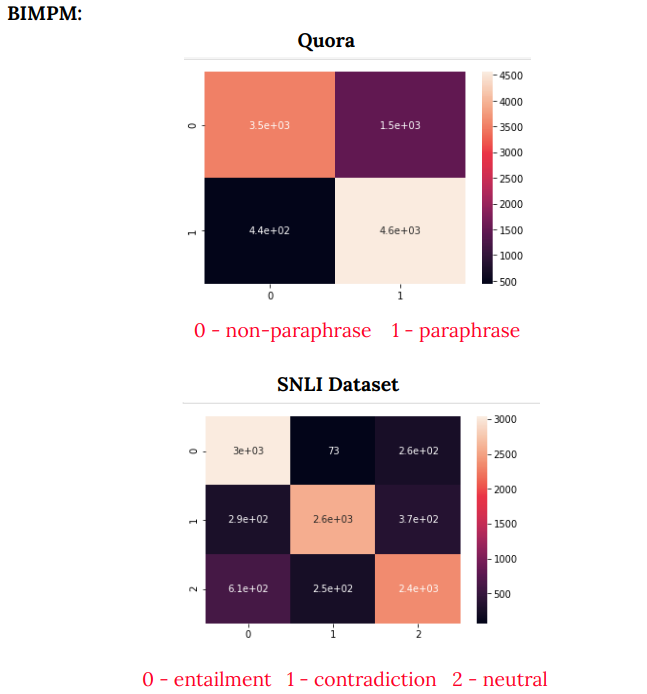 BIMPM:
Quora
0
3.5e+03
1.5e+03
1
4.4e+02
4.6e+03
0
1
4500
4000
3500
3000
2500
2000
1500
1000
500
0 - non-paraphrase 1 - paraphrase
SNLI Dataset
0
3e+03
73
2.6e+02
1
2.9e+02
2.6e+03
3.7e+02
2
6.1e+02
2.5e+02
2.4e+03
0
1
2
3000
2500
2000
1500
1000
500
0 - entailment 1 - contradiction 2 - neutral